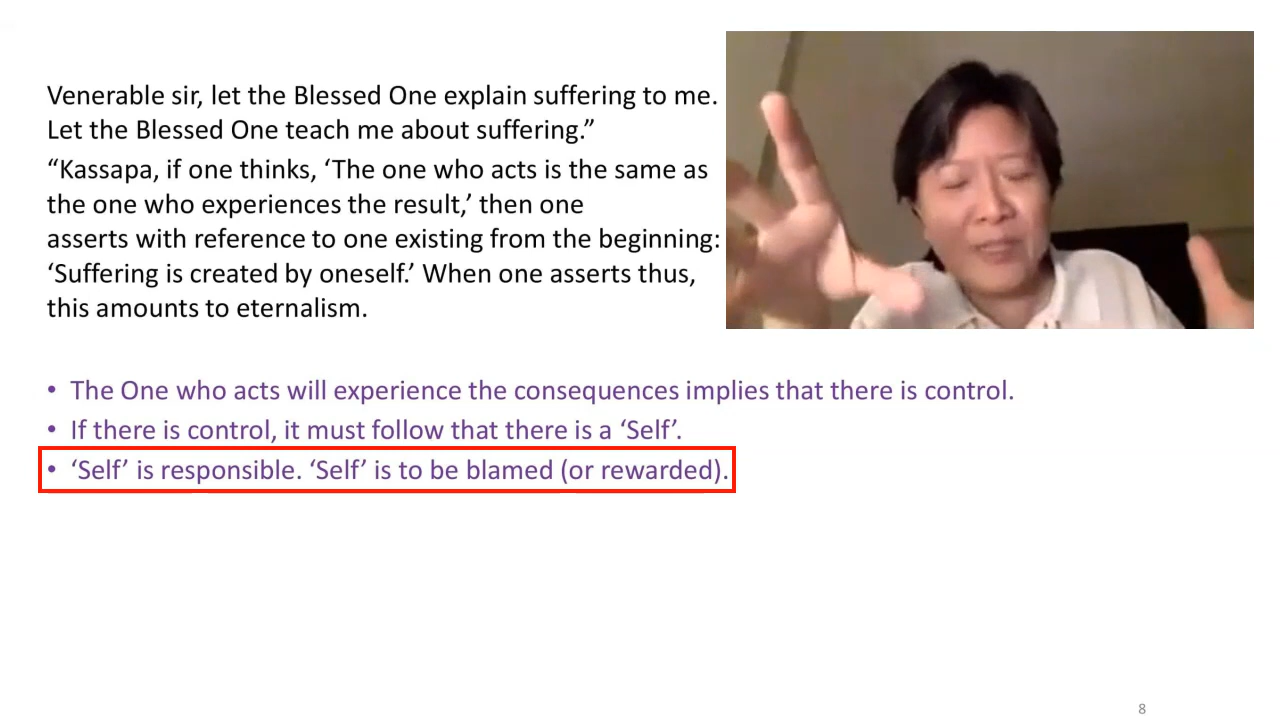 Venerable sir, let the Blessed One explain suffering to me.
Let the Blessed One teach me about suffering.”
“Kassapa, if one thinks, ‘The one who acts is the same as
the one who experiences the result,’ then one
asserts with reference to one existing from the beginning:
‘Suffering is created by oneself.’ When one asserts thus,
this amounts to eternalism.
• The One who acts will experience the consequences implies that there is control.
• If there is control, it must follow that there is a ‘Self’.
• ‘Self’ is responsible. ‘Self’ is to be blamed (or rewarded).
8